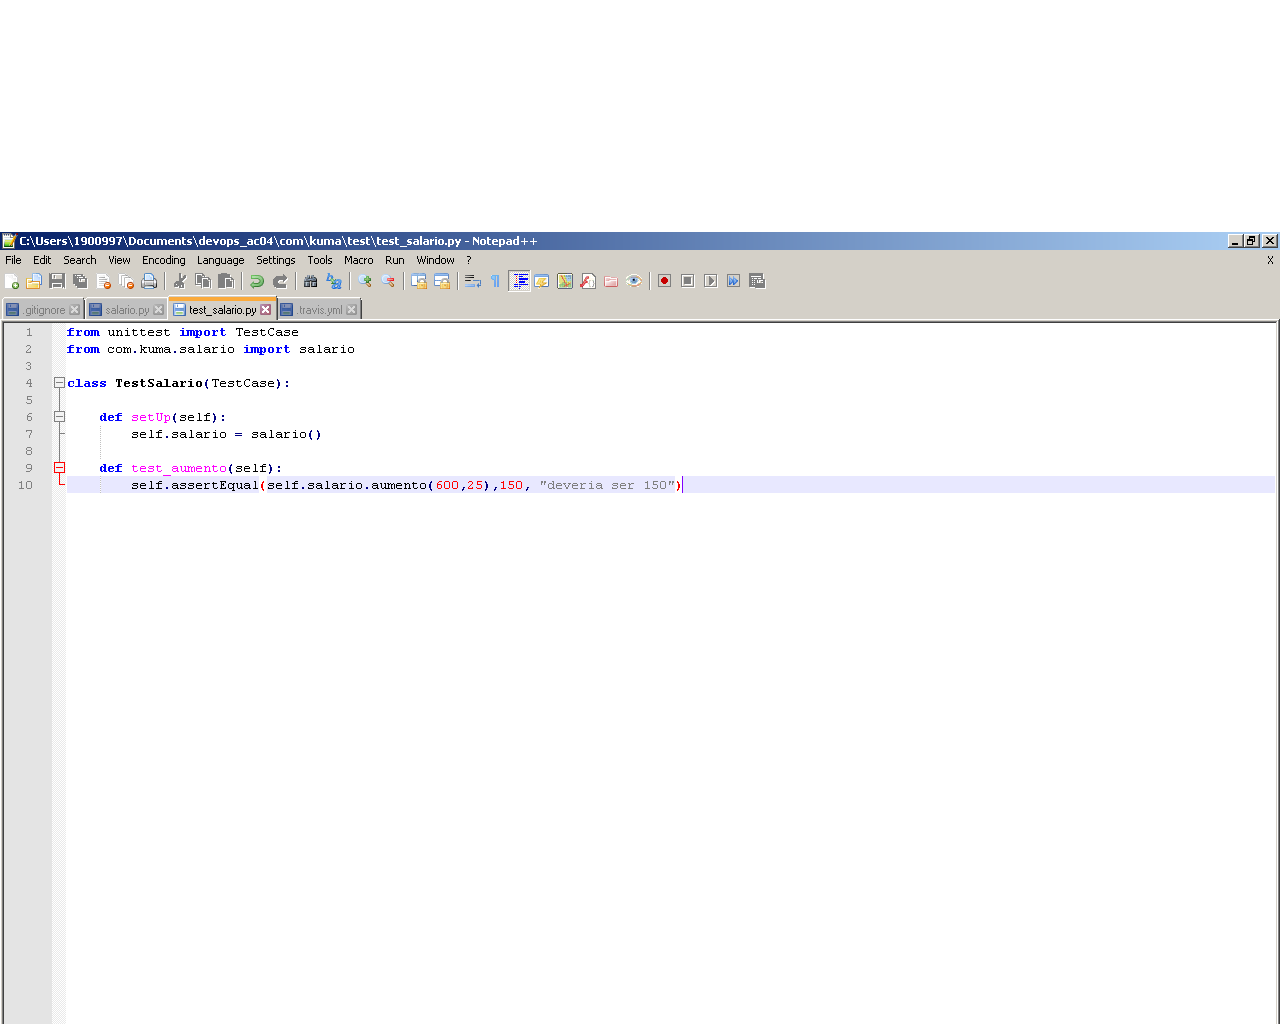 C:\Users\1900997\Documents\devops_ac04\com\kuma\test\test_salario.py - Notepad++
File Edit Search View Encoding Language Settings Tools Macro Run Window ? X
.gitignore salario.py test_salario.py .travis.yml
1 from unittest import TestCase
2 from com.kuma.salario import salario
3
4 class TestSalario(TestCase):
5
6 def setUp(self):
7 self.salario = salario()
8
9 def test_aumento(self):
10 self.assertEqual(self.salario.aumento(600,25),150, "deveria ser 150")